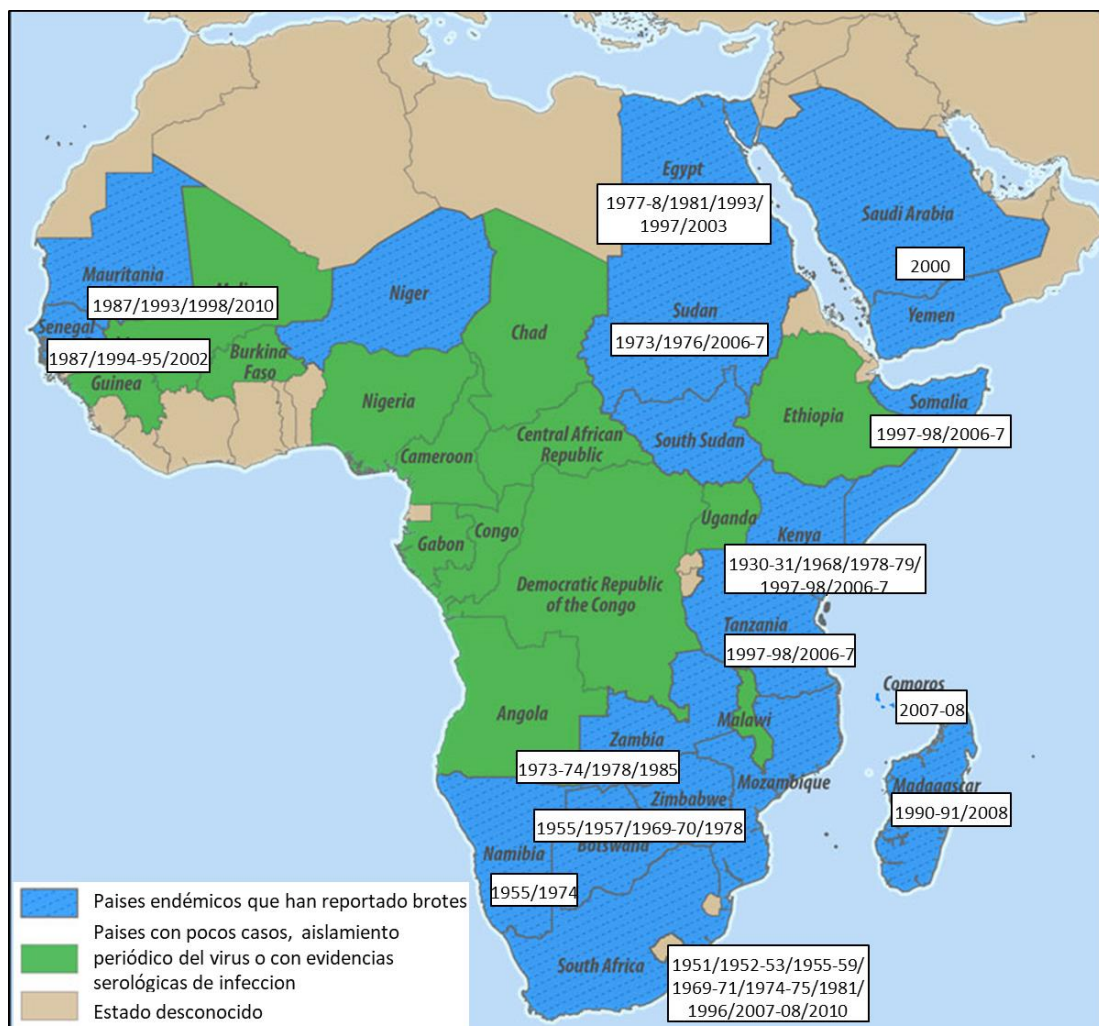 Egypt
1977-8/1981/1993/
1997/2003
Saudi Arabia
2000
Yemen
Mauritania
1987/1993/1998/2010
Niger
Chad
Sudan
1973/1976/2006-7
Senegal
1987/1994-95/2002
Guinea
Burkina
Faso
Nigeria
Ethiopia
Somalia
1997-98/2006-7
Central African
Republic
South Sudan
Cameroon
Uganda
Kenya
1930-31/1968/1978-79/
1997-98/2006-7
Gabon
Congo
Democratic Republic
of the Congo
Tanzania
1997-98/2006-7
Comoros
2007-08
Angola
Malawi
Zambia
1973-74/1978/1985
Mozambique
Madagascar
1990-91/2008
Zimbabwe
1955/1957/1969-70/1978
Botswana
Namibia
1955/1974
South Africa
1951/1952-53/1955-59/
1969-71/1974-75/1981/
1996/2007-08/2010
Paises endémicos que han reportado brotes
Paises con pocos casos, aislamiento
periódico del virus o con evidencias
serológicas de infeccion
Estado desconocido